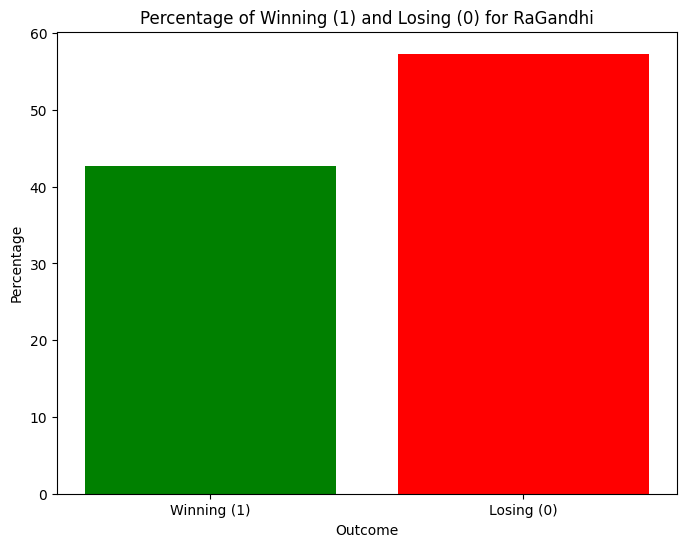 Percentage of Winning (1) and Losing (0) for RaGandhi
60
50
40
30
20
10
0
Percentage
Winning (1)
Losing (0)
Outcome